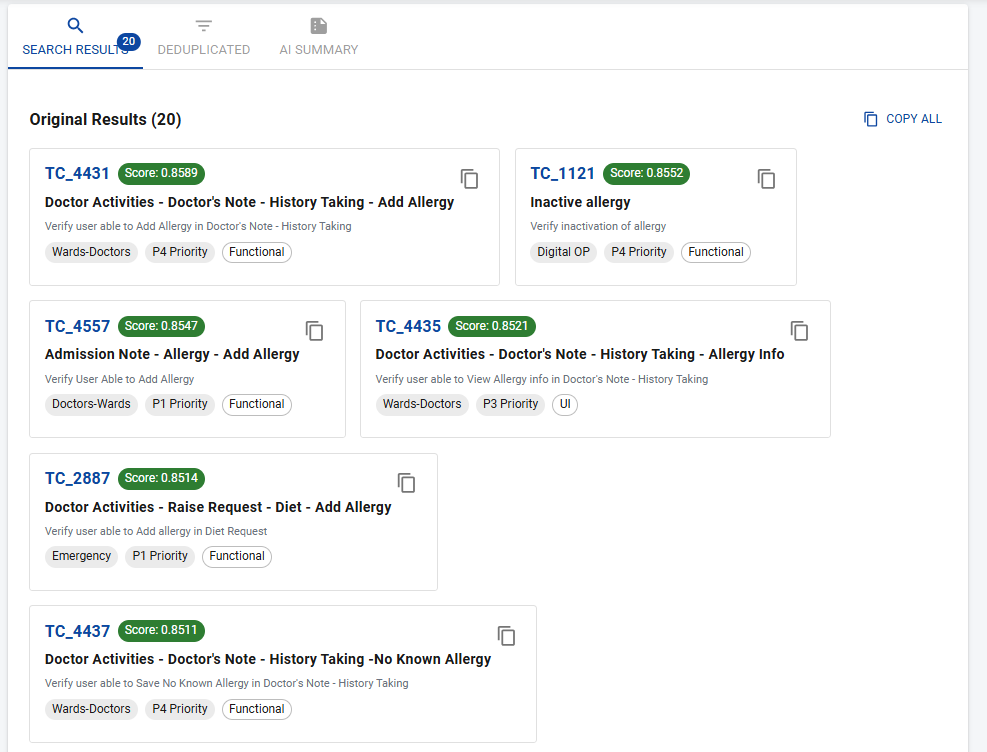 20
SEARCH RESULTS DEDUPLICATED AI SUMMARY
Original Results (20) COPY ALL
TC_4431 Score: 0.8589
Doctor Activities - Doctor's Note - History Taking - Add Allergy
Verify user able to Add Allergy in Doctor's Note - History Taking
Wards-Doctors P4 Priority Functional
TC_1121 Score: 0.8552
Inactive allergy
Verify inactivation of allergy
Digital OP P4 Priority Functional
TC_4557 Score: 0.8547
Admission Note - Allergy - Add Allergy
Verify User Able to Add Allergy
Doctors-Wards P1 Priority Functional
TC_4435 Score: 0.8521
Doctor Activities - Doctor's Note - History Taking - Allergy Info
Verify user able to View Allergy info in Doctor's Note - History Taking
Wards-Doctors P3 Priority UI
TC_2887 Score: 0.8514
Doctor Activities - Raise Request - Diet - Add Allergy
Verify user able to Add allergy in Diet Request
Emergency P1 Priority Functional
TC_4437 Score: 0.8511
Doctor Activities - Doctor's Note - History Taking -No Known Allergy
Verify user able to Save No Known Allergy in Doctor's Note - History Taking
Wards-Doctors P4 Priority Functional